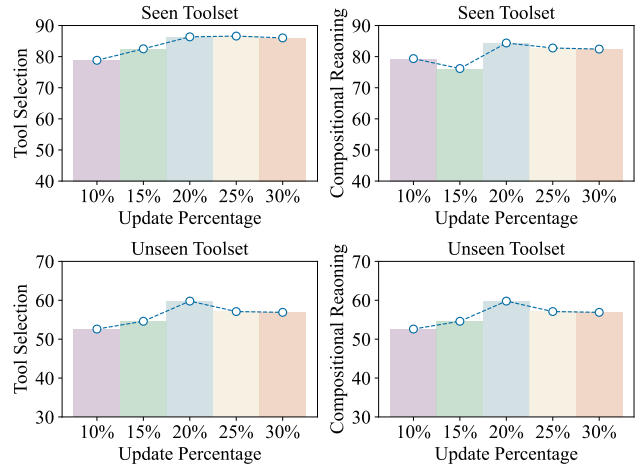 Seen Toolset
Tool Selection
90
80
70
60
50
40
10% 15% 20% 25% 30%
Update Percentage
Seen Toolset
Compositional Reaoning
90
80
70
60
50
40
10% 15% 20% 25% 30%
Update Percentage
Unseen Toolset
Tool Selection
70
60
50
40
30
10% 15% 20% 25% 30%
Update Percentage
Unseen Toolset
Compositional Reaoning
70
60
50
40
30
10% 15% 20% 25% 30%
Update Percentage